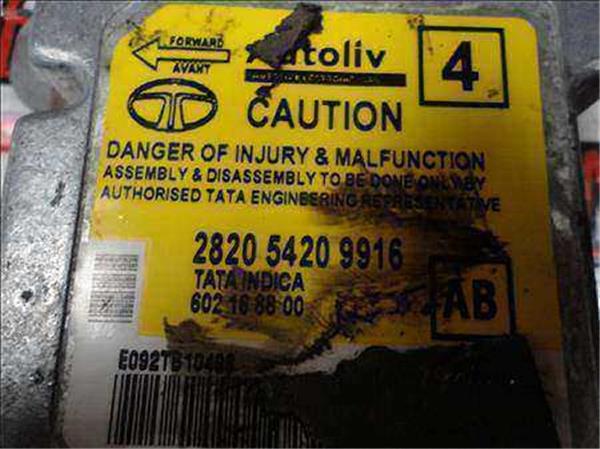 FORWARD
AVANT
Autoliv
4
CAUTION
DANGER OF INJURY & MALFUNCTION
ASSEMBLY & DISASSEMBLY TO BE DONE ONLY BY
AUTHORISED TATA ENGINEERING REPRESENTATIVE
2820 5420 9916
TATA INDICA
602 16 88 00
AB